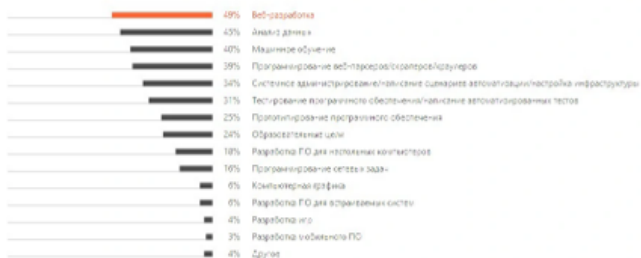 49% Веб-разработка
45% Анализ данных
40% Машинное обучение
39% Программирование веб-парсеров/скраперов/краулеров
34% Системное администрирование/написание сценариев автоматизации/настройка инфраструктуры
31% Тестирование программного обеспечения/написание автоматизированных тестов
25% Прототипирование программного обеспечения
24% Образовательные цели
18% Разработка ПО для настольных компьютеров
16% Программирование сетевых задач
6% Компьютерная графика
6% Разработка ПО для встраиваемых систем
4% Разработка игр
3% Разработка мобильного ПО
4% Другое